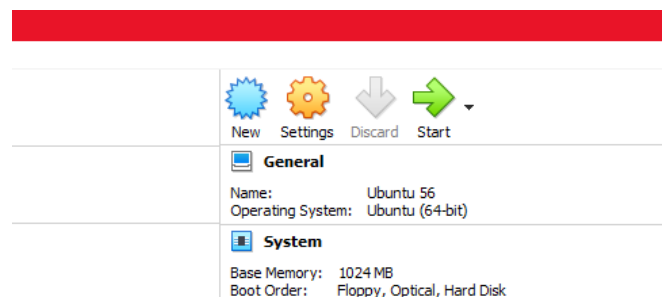 New Settings Discard Start
General
Name: Ubuntu 56
Operating System: Ubuntu (64-bit)
System
Base Memory: 1024 MB
Boot Order: Floppy, Optical, Hard Disk